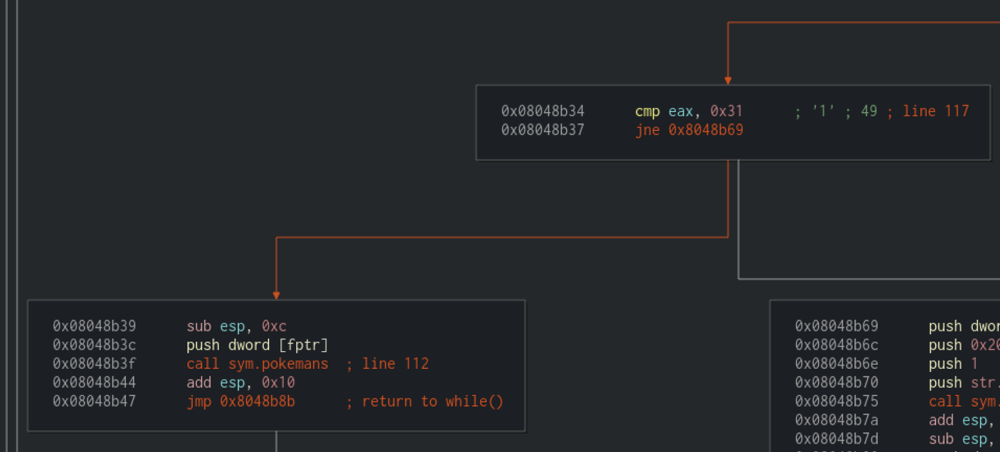 0x08048b34 cmp eax, 0x31 ; '1' ; 49 ; line 117
0x08048b37 jne 0x8048b69
0x08048b39 sub esp, 0xc
0x08048b3c push dword [fptr]
0x08048b3f call sym.pokemans ; line 112
0x08048b44 add esp, 0x10
0x08048b47 jmp 0x8048b8b ; return to while()
0x08048b69 push
0x08048b6c push
0x08048b6e push 1
0x08048b70 push str.
0x08048b75 call sym.
0x08048b7a add esp,
0x08048b7d sub esp,